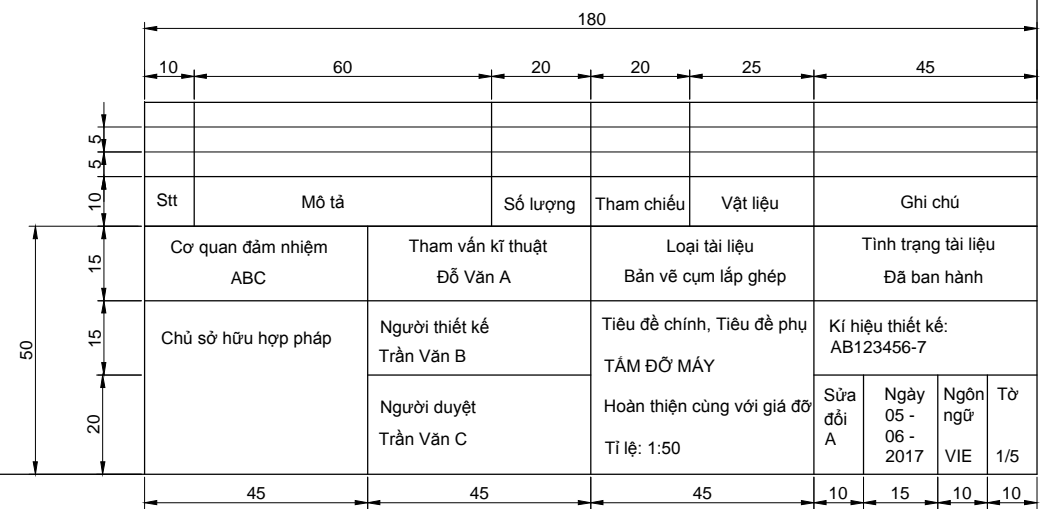 180
10 60 20 20 25 45
5
5
10
Stt Mô tả Số lượng Tham chiếu Vật liệu Ghi chú
15
Cơ quan đảm nhiệm
ABC
Tham vấn kĩ thuật
Đỗ Văn A
Loại tài liệu
Bản vẽ cụm lắp ghép
Tình trạng tài liệu
Đã ban hành
50
15
Chủ sở hữu hợp pháp
Người thiết kế
Trần Văn B
Tiêu đề chính, Tiêu đề phụ
TẤM ĐỠ MÁY
Hoàn thiện cùng với giá đỡ
Tỉ lệ: 1:50
Kí hiệu thiết kế:
AB123456-7
20
Người duyệt
Trần Văn C
Sửa
đổi
A
Ngày
05 -
06 -
2017
Ngôn
ngữ
VIE
Tờ
1/5
45 45 45 10 15 10 10